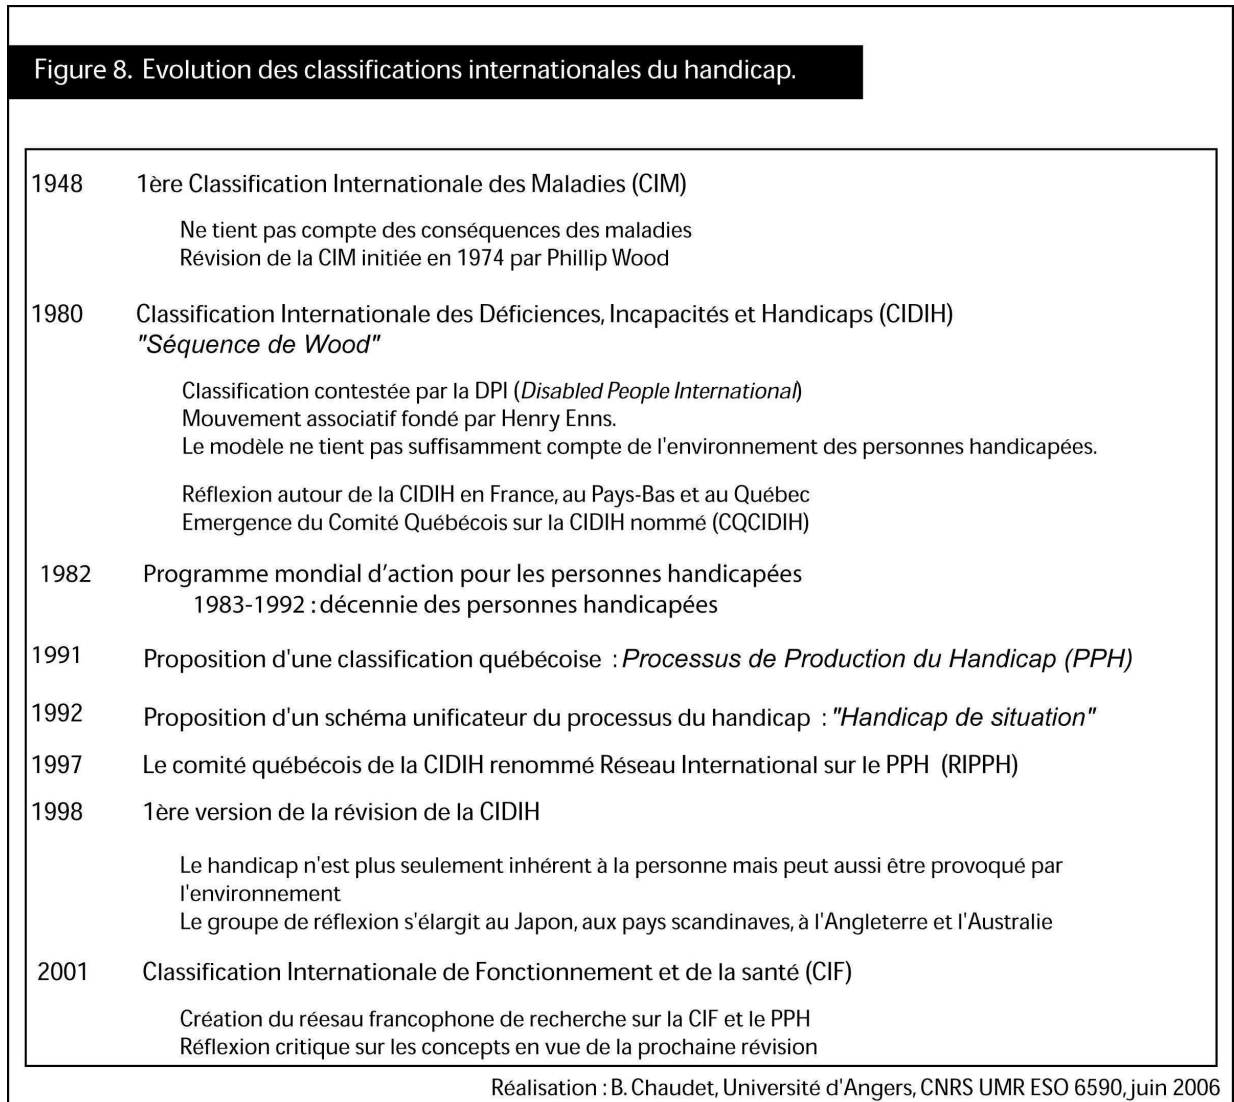 Figure 8. Evolution des classifications internationales du handicap.
1948 1ère Classification Internationale des Maladies (CIM)
Ne tient pas compte des conséquences des maladies
Révision de la CIM initiée en 1974 par Phillip Wood
1980 Classification Internationale des Déficiences, Incapacités et Handicaps (CIDIH)
"Séquence de Wood"
Classification contestée par la DPI (Disabled People International)
Mouvement associatif fondé par Henry Enns.
Le modèle ne tient pas suffisamment compte de l'environnement des personnes handicapées.
Réflexion autour de la CIDIH en France, au Pays-Bas et au Québec
Emergence du Comité Québécois sur la CIDIH nommé (CQCIDIH)
1982 Programme mondial d’action pour les personnes handicapées
1983-1992 : décennie des personnes handicapées
1991 Proposition d'une classification québécoise : Processus de Production du Handicap (PPH)
1992 Proposition d'un schéma unificateur du processus du handicap : "Handicap de situation"
1997 Le comité québécois de la CIDIH renommé Réseau International sur le PPH (RIPPH)
1998 1ère version de la révision de la CIDIH
Le handicap n'est plus seulement inhérent à la personne mais peut aussi être provoqué par
l'environnement
Le groupe de réflexion s'élargit au Japon, aux pays scandinaves, à l'Angleterre et l'Australie
2001 Classification Internationale de Fonctionnement et de la santé (CIF)
Création du réesau francophone de recherche sur la CIF et le PPH
Réflexion critique sur les concepts en vue de la prochaine révision
Réalisation : B. Chaudet, Université d'Angers, CNRS UMR ESO 6590, juin 2006